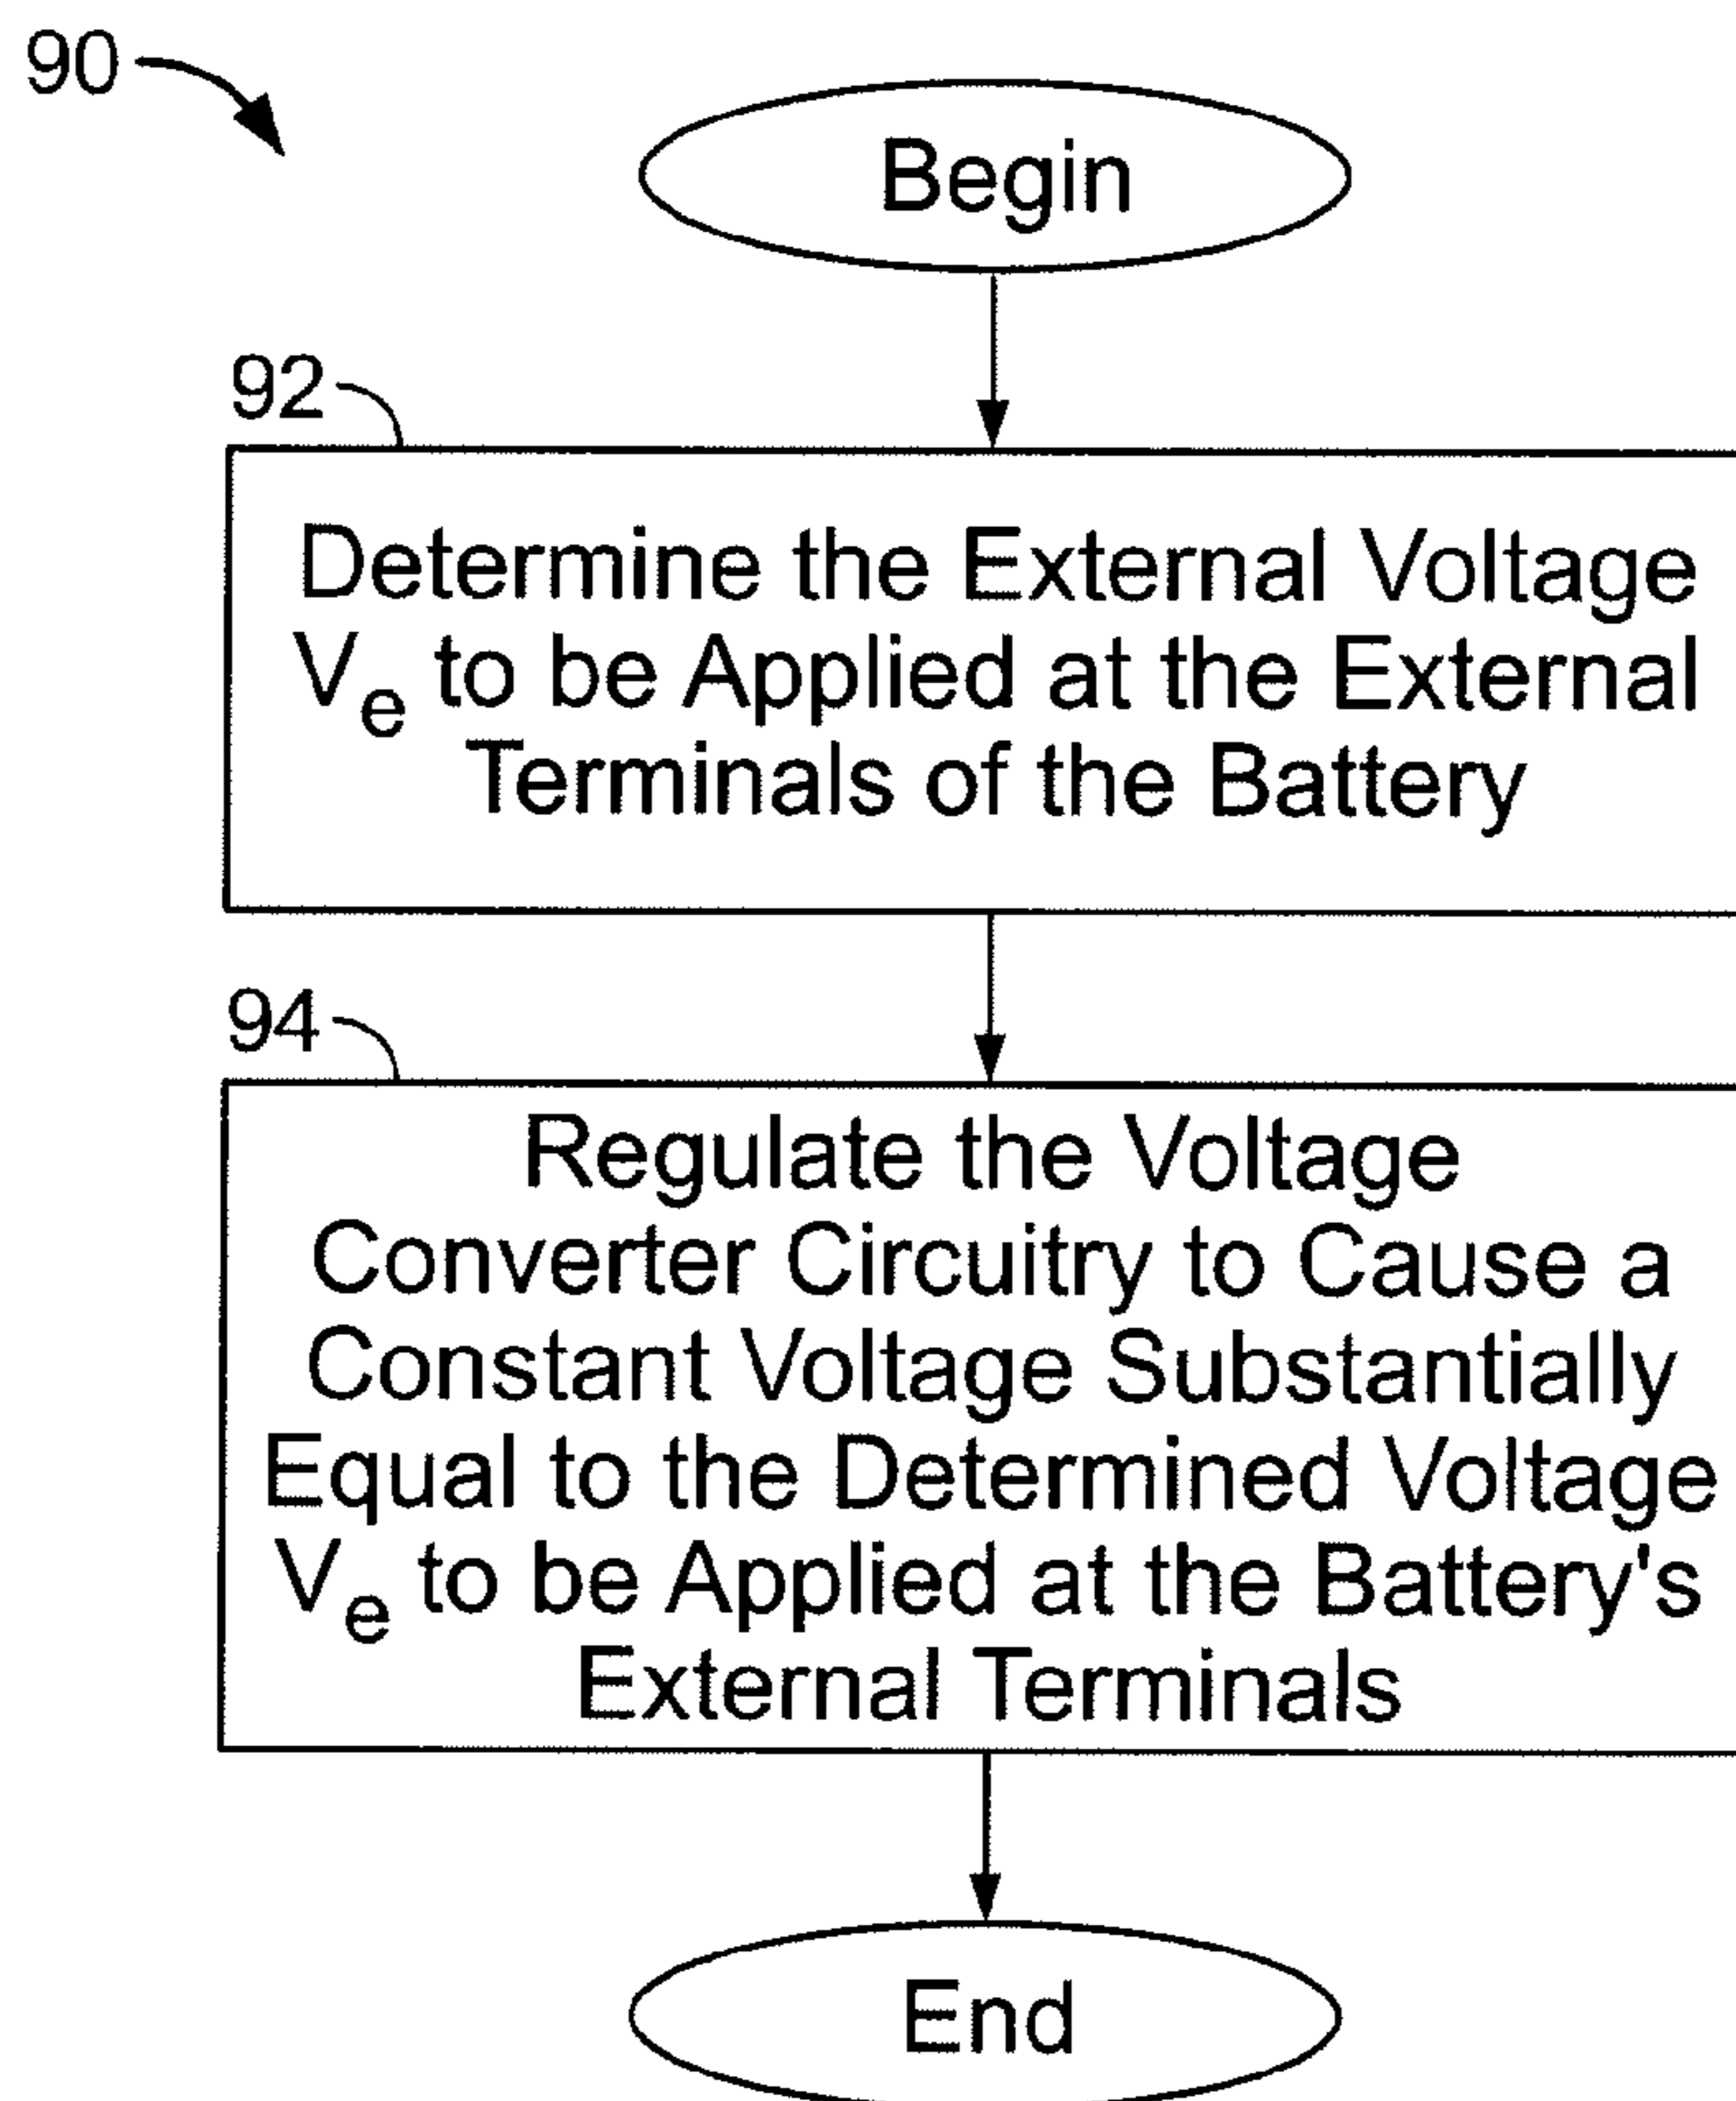 90
Begin
92
Determine the External Voltage
Ve to be Applied at the External
Terminals of the Battery
94
Regulate the Voltage
Converter Circuitry to Cause a
Constant Voltage Substantially
Equal to the Determined Voltage
Ve to be Applied at the Battery's
External Terminals
End